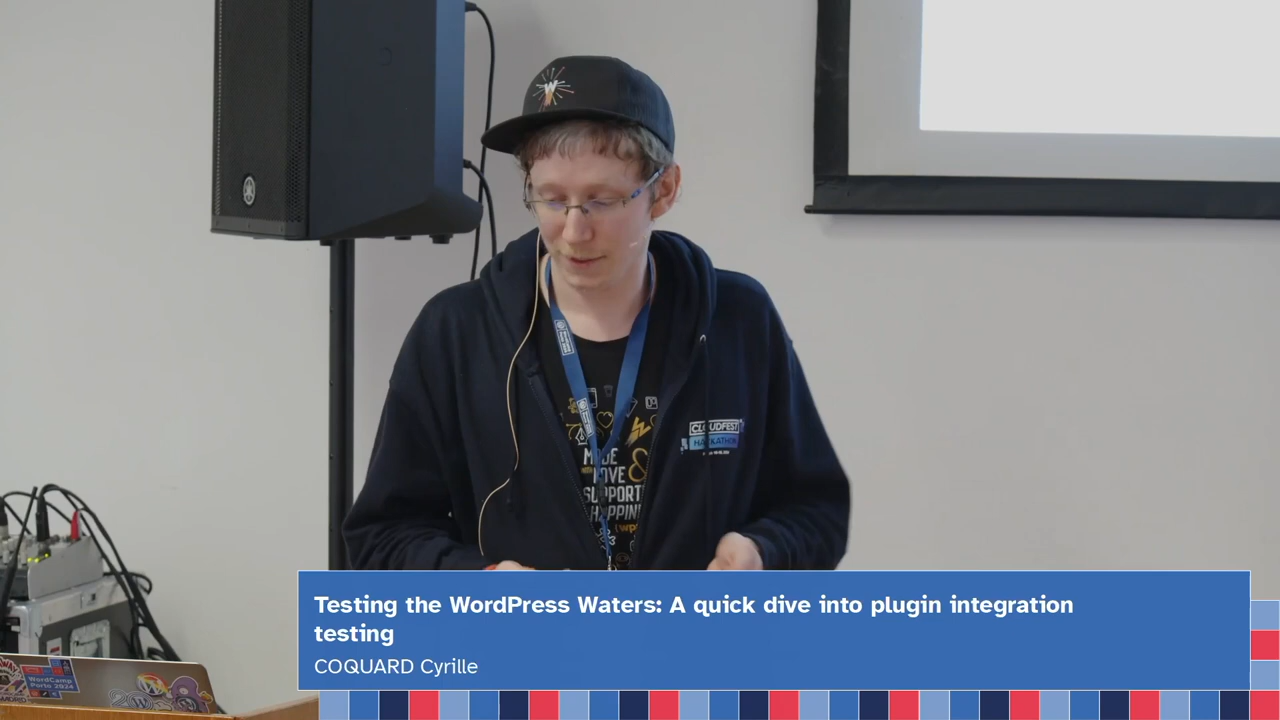 W
CLOUDFEST
HACKATHON
MADE
LOVE
SUPPORT
HAPPIN
WordCamp
Porto 2024
Testing the WordPress Waters: A quick dive into plugin integration
testing
COQUARD Cyrille